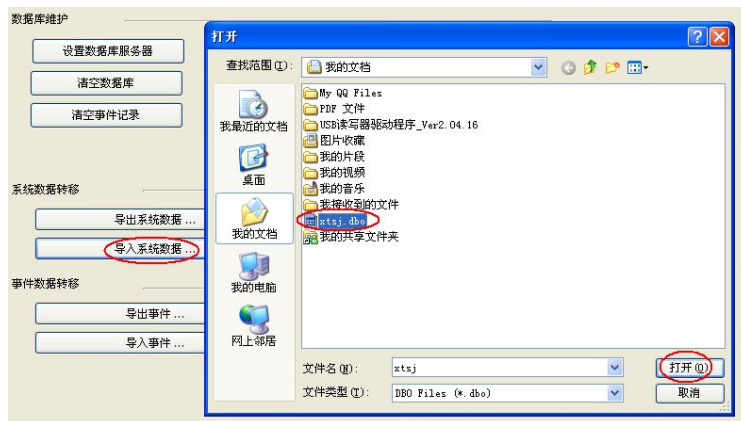 数据库维护
设置数据库服务器
清空数据库
清空事件记录
系统数据转移
导出系统数据 ...
导入系统数据 ...
事件数据转移
导出事件 ...
导入事件 ...
打开
查找范围(I):
我的文档
我最近的文档
桌面
我的文档
我的电脑
网上邻居
My QQ Files
PDF 文件
USB读写器驱动程序_Ver2.04.16
图片收藏
我的片段
我的视频
我的音乐
我接收到的文件
xtsj.dbo
我的共享文件夹
文件名(N):
xtsj
打开(O)
文件类型(T):
DBO Files (*.dbo)
取消